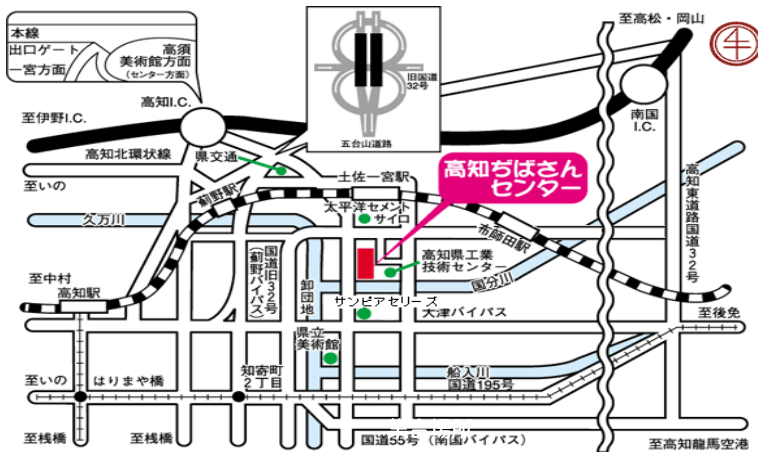 本線
出口ゲート
一宮方面
高須
美術館方面
(センター方面)
高知I.C.
旧国道
32号
五台山道路
至高松・岡山
南国
I.C.
至伊野I.C.
高知北環状線
県交通
至いの
薊野駅
土佐一宮駅
高知ぢばさん
センター
太平洋セメント
サイロ
久万川
布師田駅
高知東道路国道32号
国道旧32号
(薊野バイパス)
卸団地
高知県工業
技術センター
国分川
至中村
高知駅
サンピアセリーズ
大津バイパス
至後免
県立
美術館
船入川
国道195号
至いの
はりまや橋
知寄町
2丁目
至桟橋
至桟橋
国道55号(南国バイパス)
至高知龍馬空港